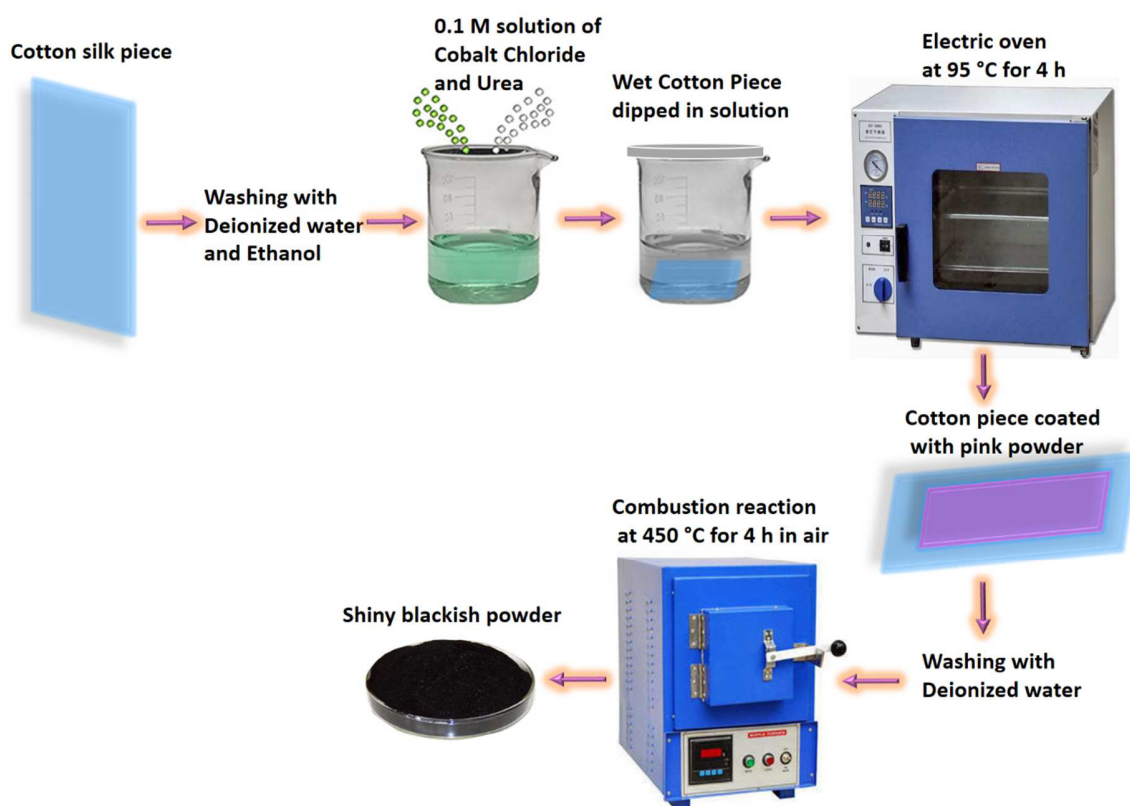 Cotton silk piece
0.1 M solution of
Cobalt Chloride
and Urea
Wet Cotton Piece
dipped in solution
Electric oven
at 95 °C for 4 h
Washing with
Deionized water
and Ethanol
Cotton piece coated
with pink powder
Combustion reaction
at 450 °C for 4 h in air
Shiny blackish powder
Washing with
Deionized water
MUFFLE FURNACE